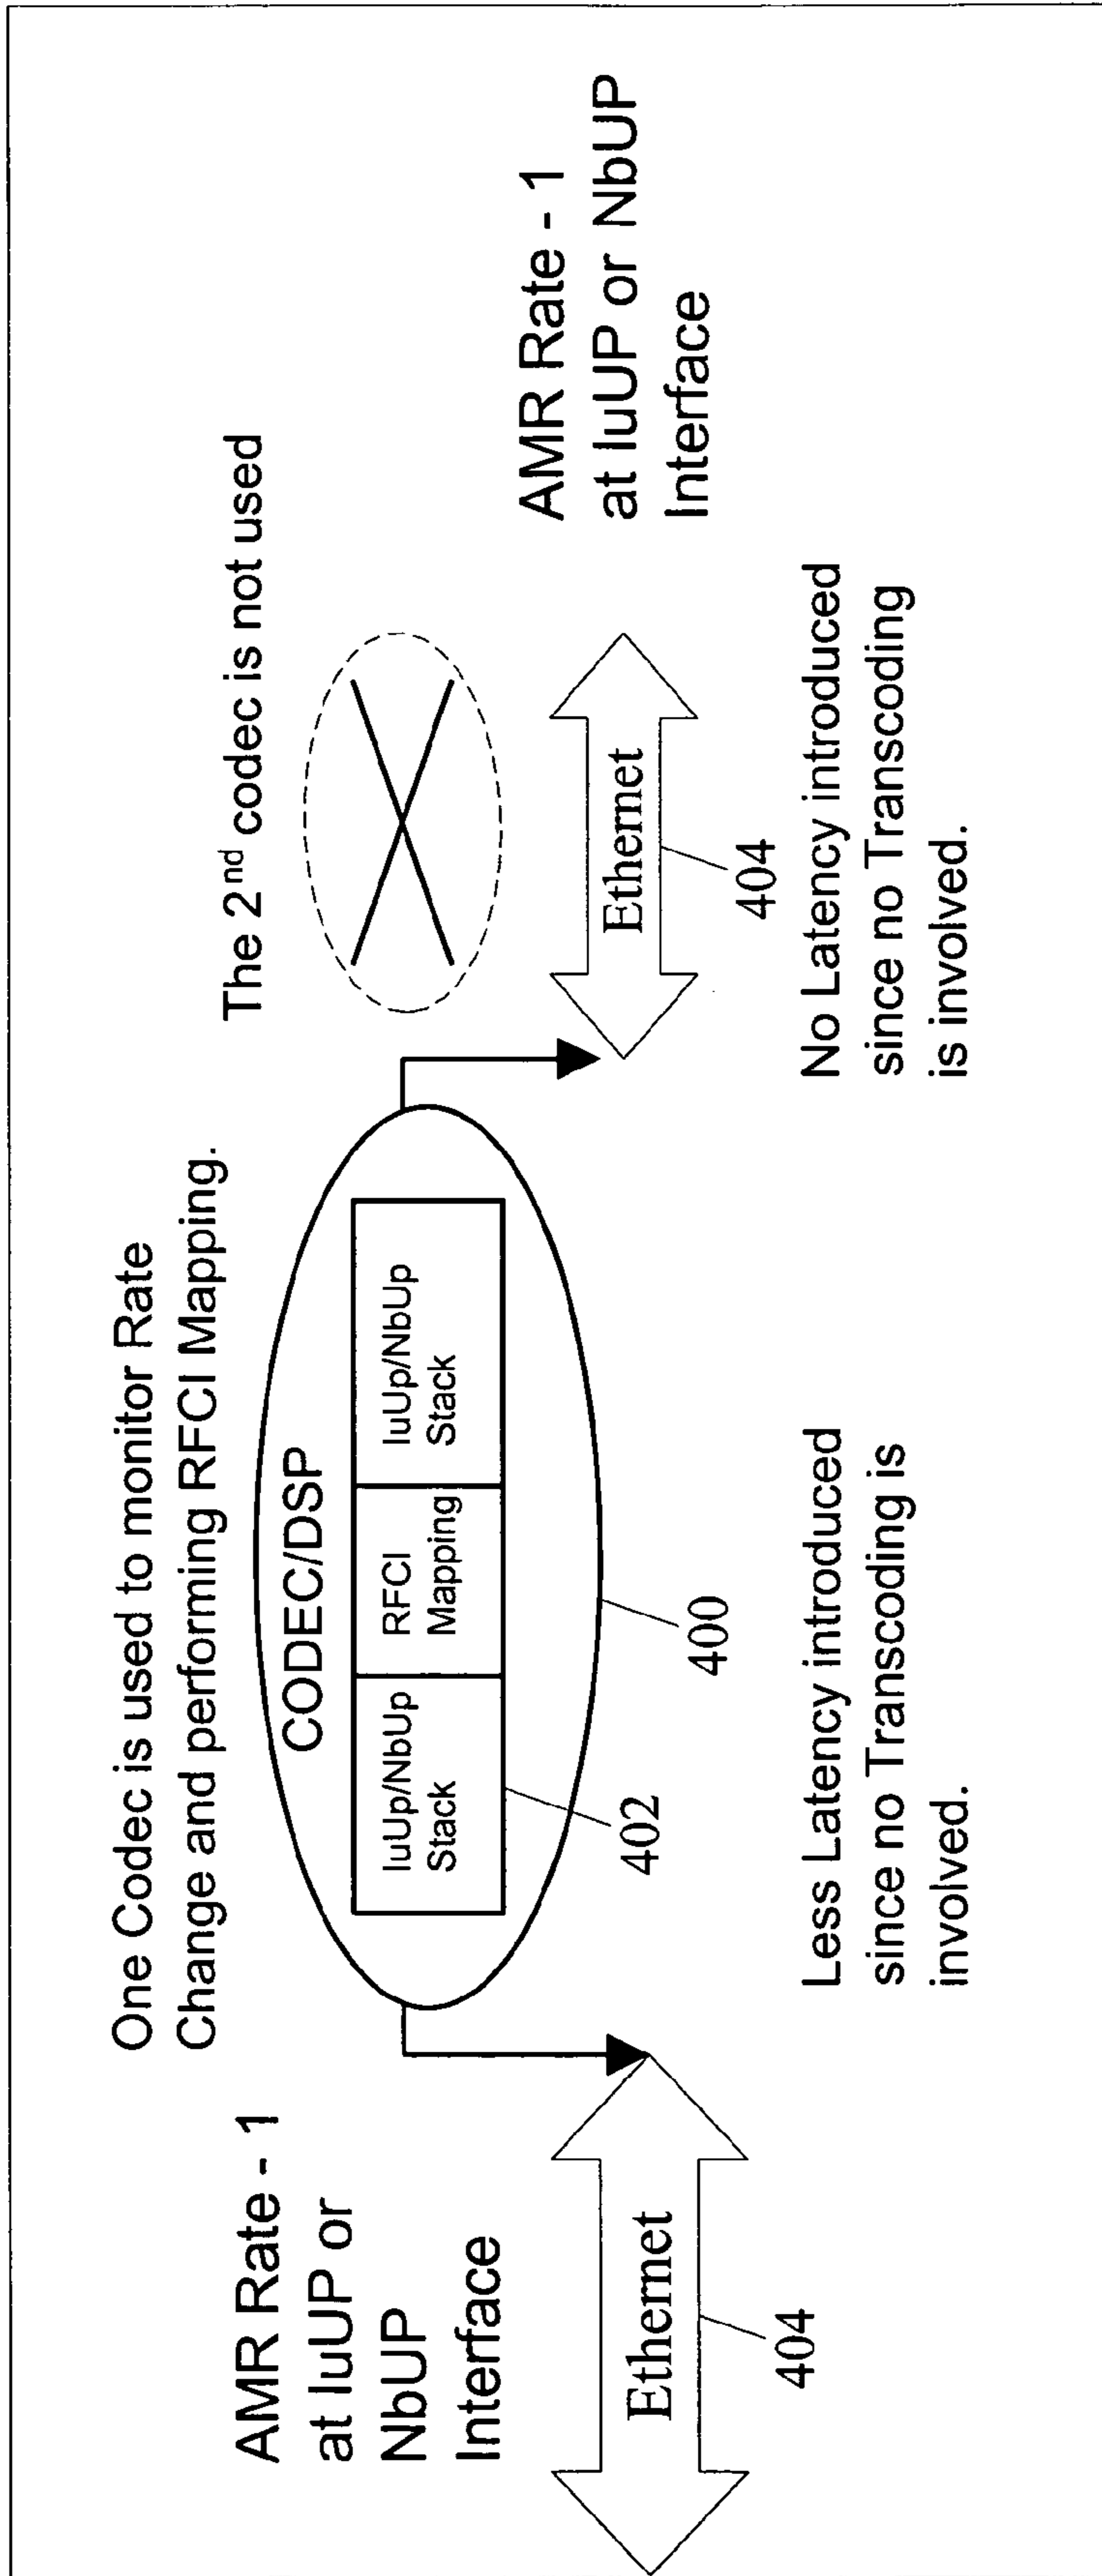 One Codec is used to monitor Rate
Change and performing RFCI Mapping.
The 2nd codec is not used
AMR Rate - 1
at IuUP or
NbUP
Interface
CODEC/DSP
IuUp/NbUp
Stack
RFCI
Mapping
IuUp/NbUp
Stack
402
400
AMR Rate - 1
at IuUP or NbUP
Interface
Ethernet
404
Ethernet
404
Less Latency introduced
since no Transcoding is
involved.
No Latency introduced
since no Transcoding
is involved.